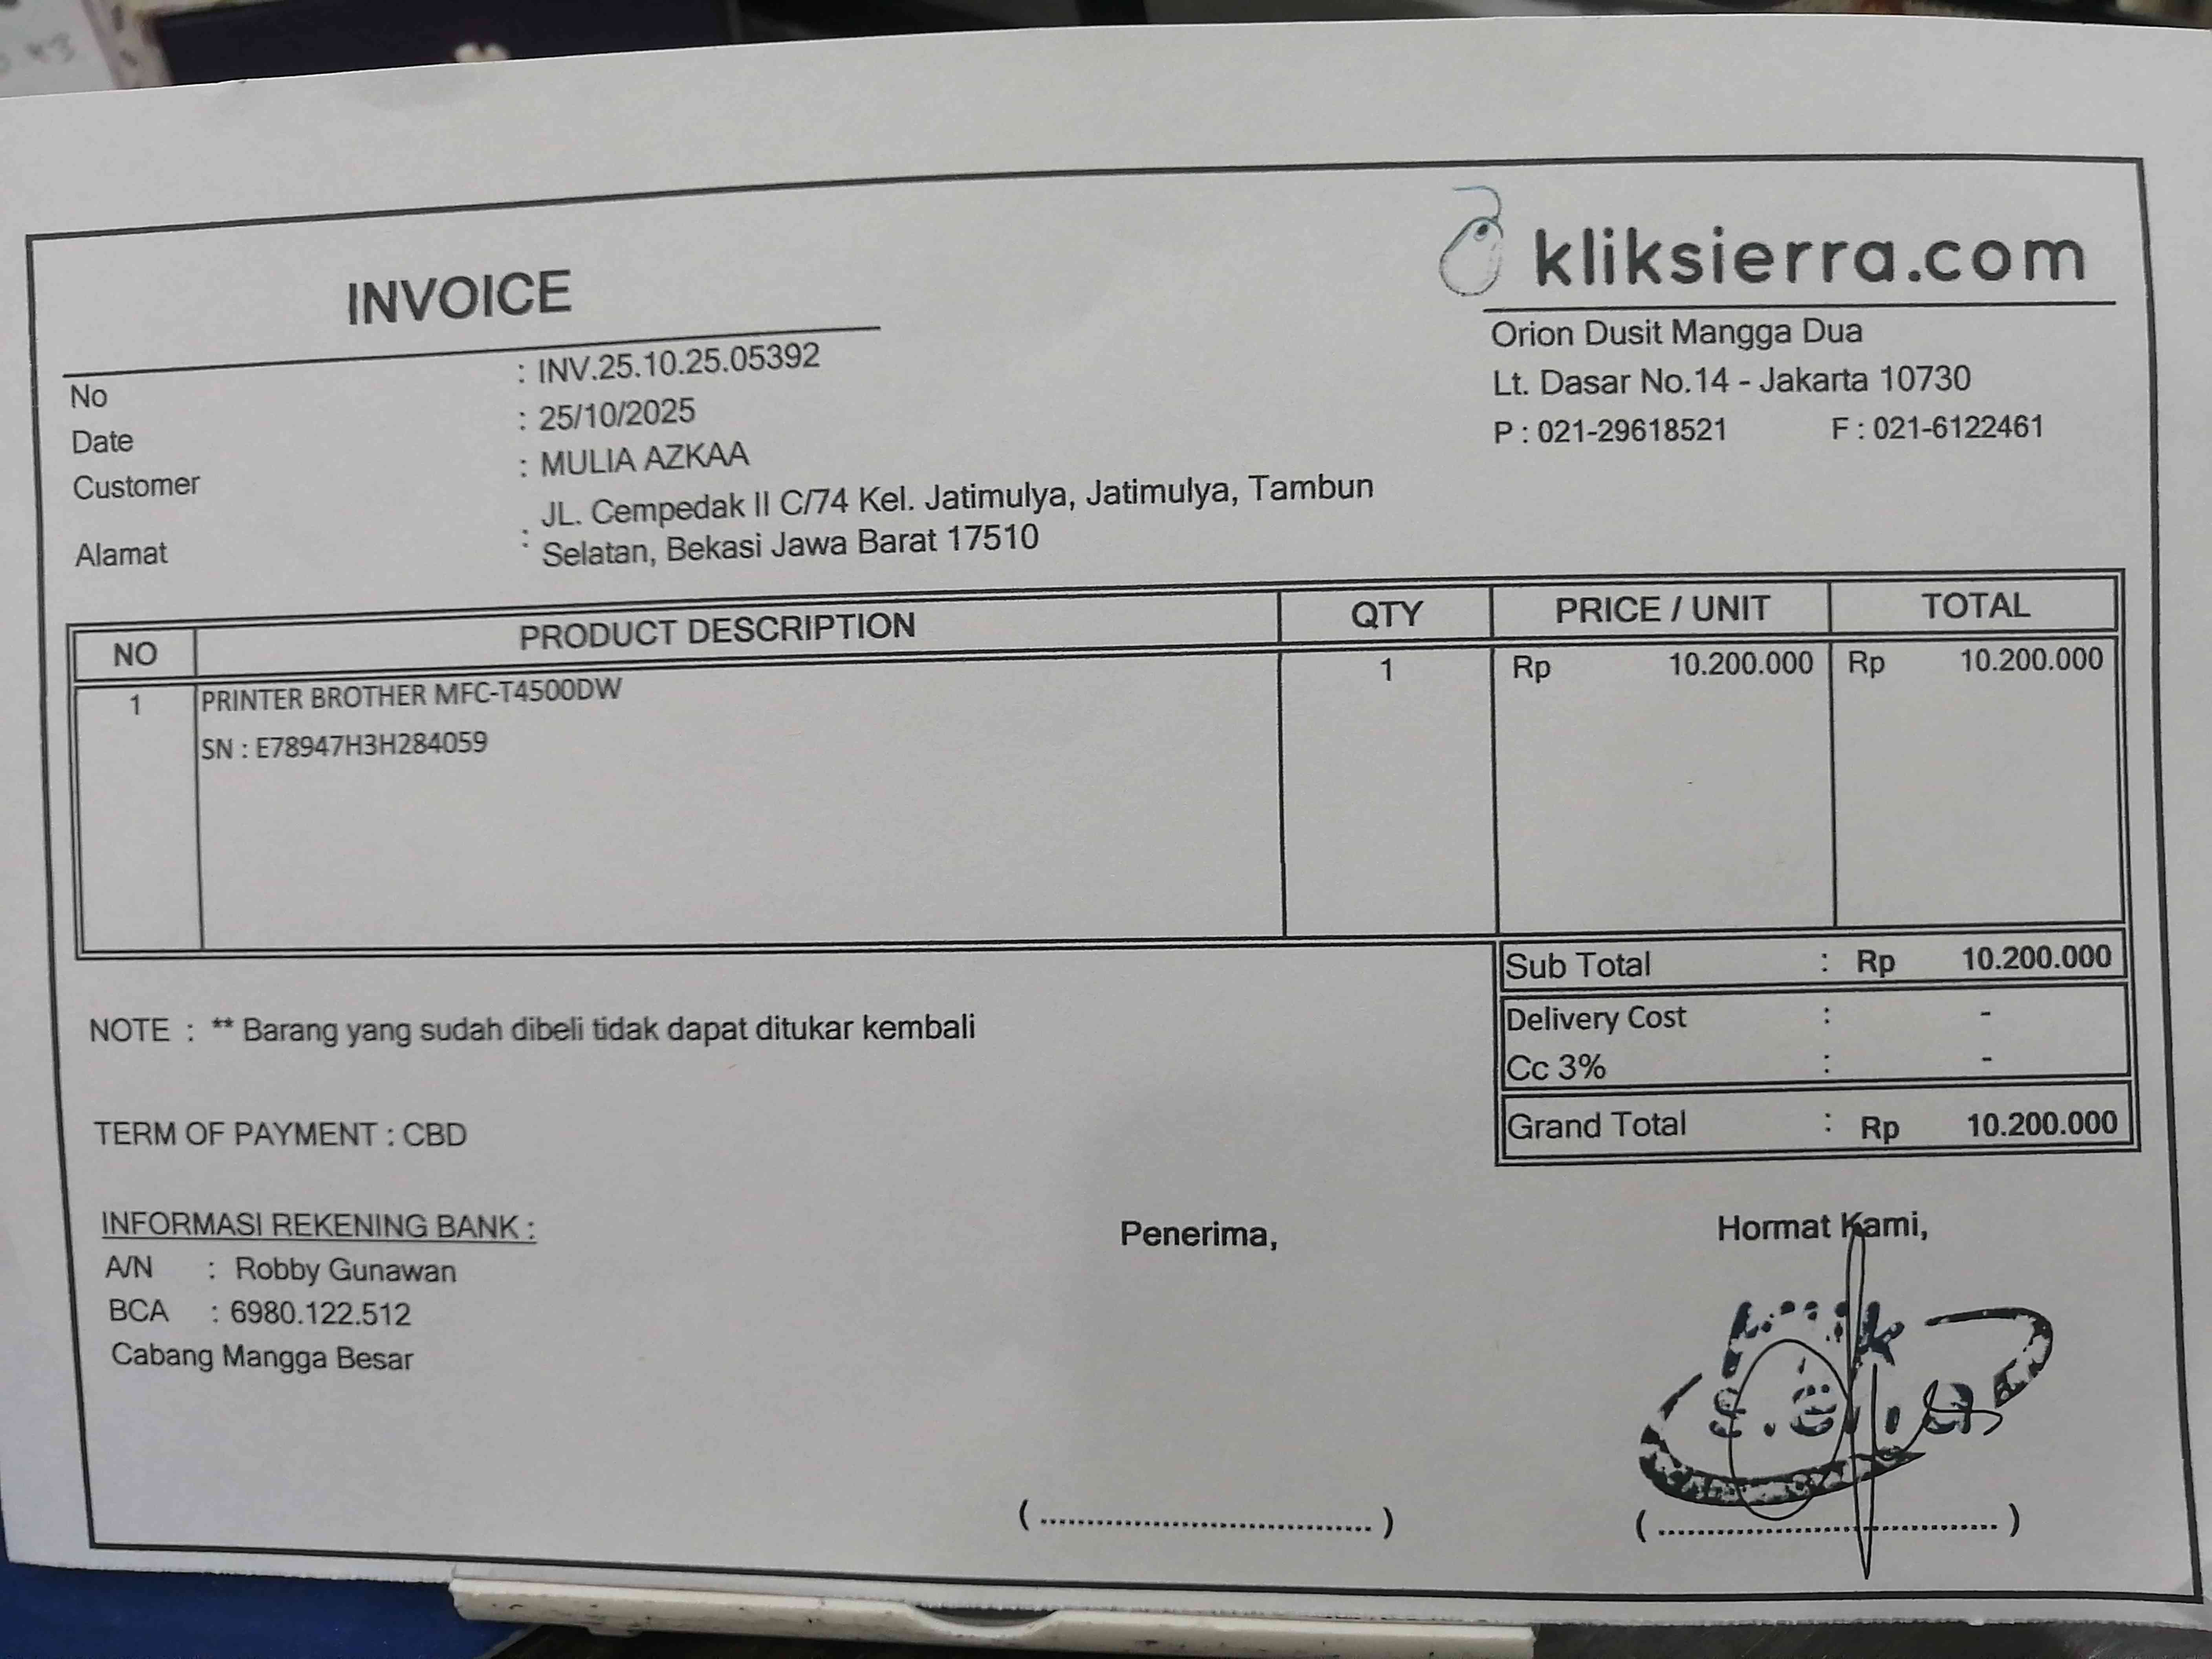 kliksierra.com
INVOICE
Orion Dusit Mangga Dua
Lt. Dasar No.14 - Jakarta 10730
P : 021-29618521 F : 021-6122461
No : INV.25.10.25.05392
Date : 25/10/2025
Customer : MULIA AZKAA
Alamat : JL. Cempedak II C/74 Kel. Jatimulya, Jatimulya, Tambun
Selatan, Bekasi Jawa Barat 17510
NO PRODUCT DESCRIPTION QTY PRICE / UNIT TOTAL
1 PRINTER BROTHER MFC-T4500DW 1 Rp 10.200.000 Rp 10.200.000
SN : E78947H3H284059
Sub Total : Rp 10.200.000
Delivery Cost : -
Cc 3% : -
Grand Total : Rp 10.200.000
NOTE : ** Barang yang sudah dibeli tidak dapat ditukar kembali
TERM OF PAYMENT : CBD
INFORMASI REKENING BANK :
A/N : Robby Gunawan
BCA : 6980.122.512
Cabang Mangga Besar
Penerima,
(................................)
Hormat Kami,
(................................)